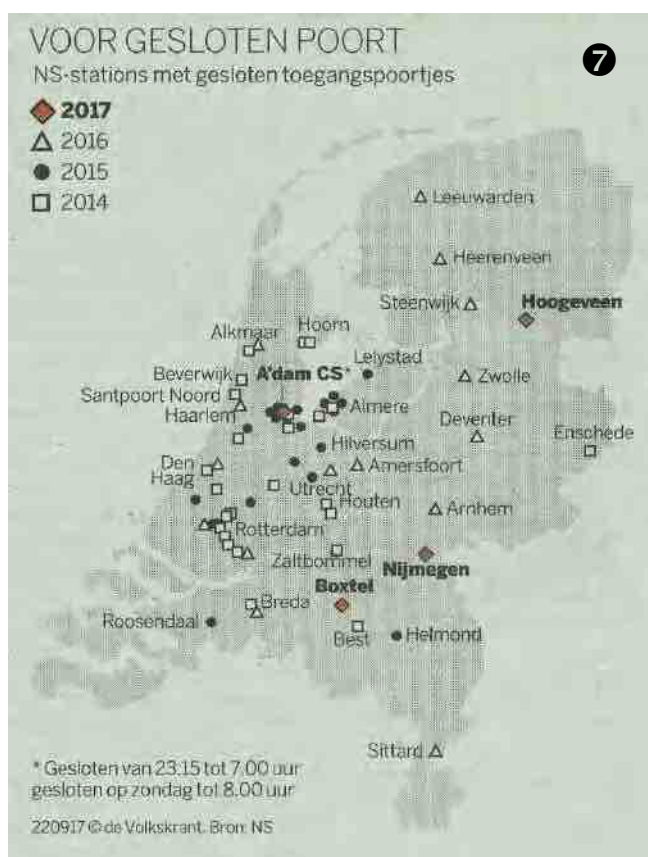 VOOR GESLOTEN POORT
7
NS-stations met gesloten toegangspoortjes
2017
2016
2015
2014
Leeuwarden
Heerenveen
Steenwijk
Hoogeveen
Alkmaar
Hoorn
Lelystad
Beverwijk
A'dam CS*
Zwolle
Santpoort Noord
Haarlem
Almere
Deventer
Enschede
Hilversum
Den
Haag
Amersfoort
Utrecht
Houten
Arnhem
Rotterdam
Zaltbommel
Nijmegen
Boxtel
Breda
Roosendaal
Best
Helmond
Sittard
* Gesloten van 23.15 tot 7.00 uur
gesloten op zondag tot 8.00 uur
220917 © de Volkskrant. Bron: NS